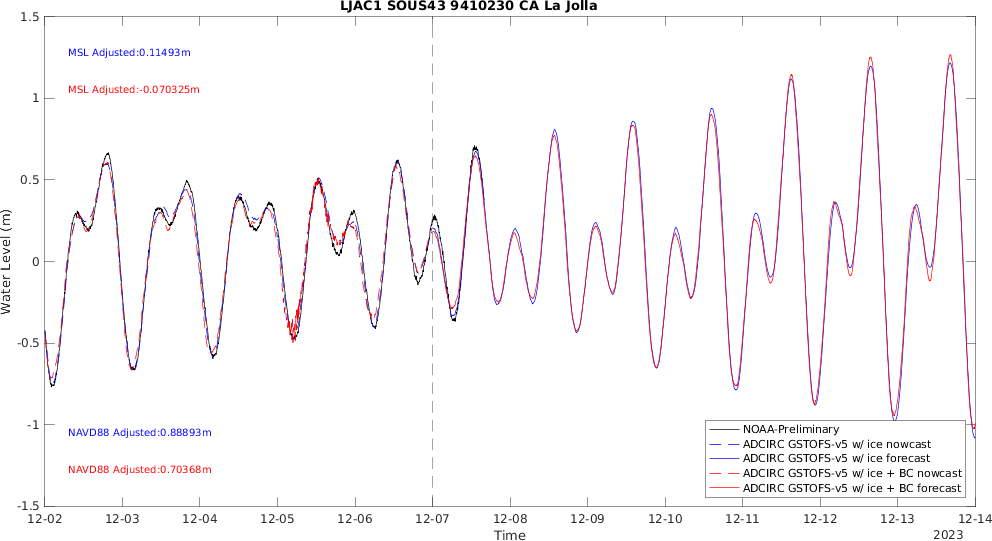 LJAC1 SOUS43 9410230 CA La Jolla
MSL Adjusted:0.11493m
MSL Adjusted:-0.070325m
NAVD88 Adjusted:0.88893m
NAVD88 Adjusted:0.70368m
Water Level (m)
1.5
1
0.5
0
-0.5
-1
-1.5
NOAA-Preliminary
ADCIRC GSTOFS-v5 w/ ice nowcast
ADCIRC GSTOFS-v5 w/ ice forecast
ADCIRC GSTOFS-v5 w/ ice + BC nowcast
ADCIRC GSTOFS-v5 w/ ice + BC forecast
12-02 12-03 12-04 12-05 12-06 12-07 12-08 12-09 12-10 12-11 12-12 12-13 12-14
Time
2023